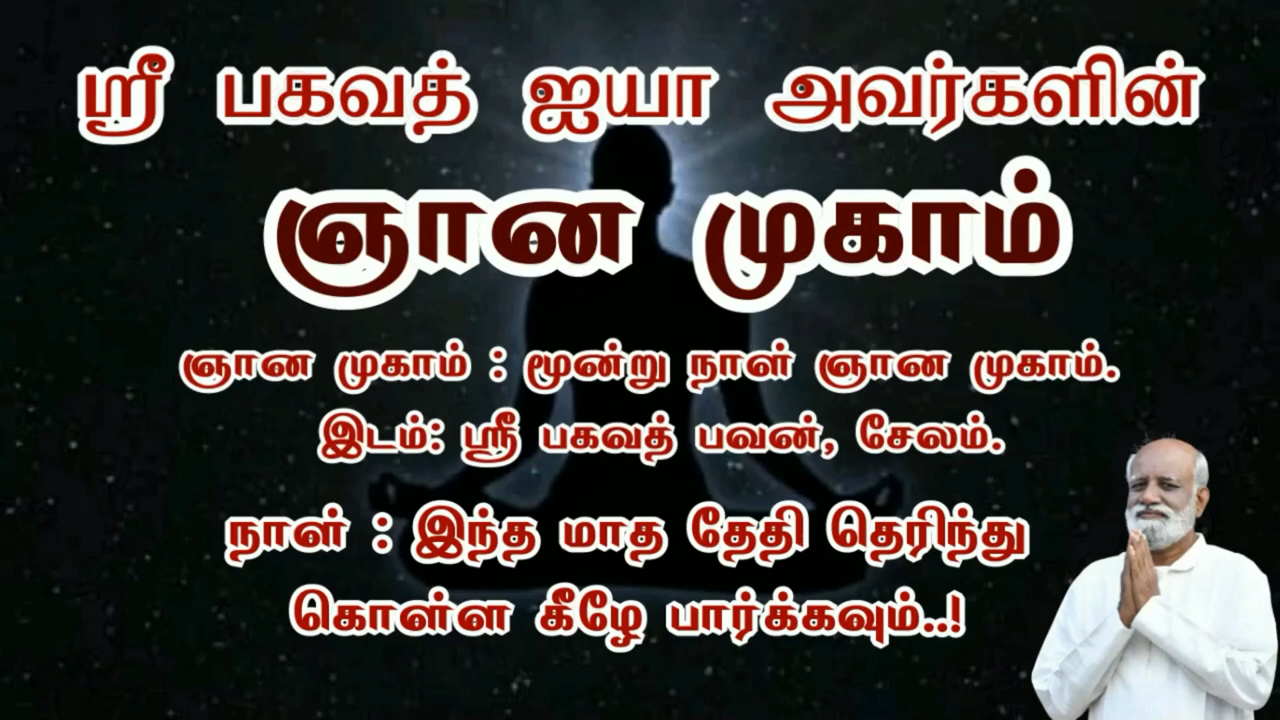 ஸ்ரீ பகவத் ஐயா அவர்களின்
ஞான முகாம்
ஞான முகாம் : மூன்று நாள் ஞான முகாம்.
இடம்: ஸ்ரீ பகவத் பவன், சேலம்.
நாள் : இந்த மாத தேதி தெரிந்து
கொள்ள கீழே பார்க்கவும்..!